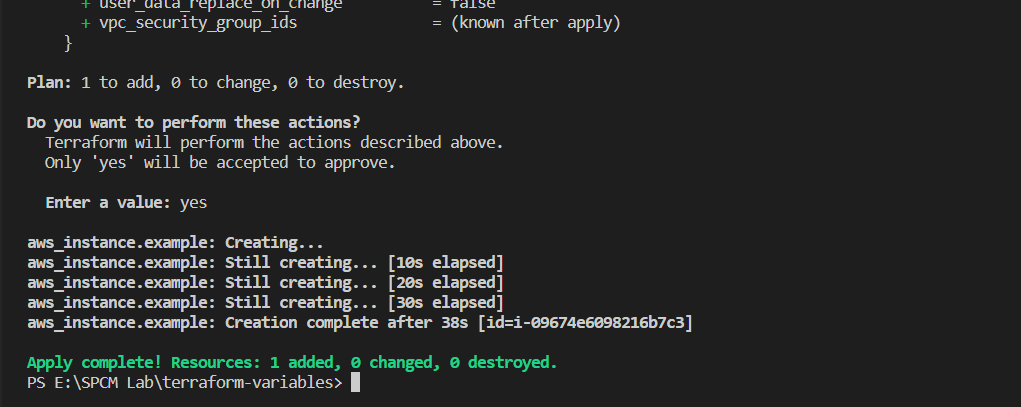 + user_data_replace_on_change = false
+ vpc_security_group_ids = (known after apply)
}
Plan: 1 to add, 0 to change, 0 to destroy.
Do you want to perform these actions?
Terraform will perform the actions described above.
Only 'yes' will be accepted to approve.
Enter a value: yes
aws_instance.example: Creating...
aws_instance.example: Still creating... [10s elapsed]
aws_instance.example: Still creating... [20s elapsed]
aws_instance.example: Still creating... [30s elapsed]
aws_instance.example: Creation complete after 38s [id=i-09674e6098216b7c3]
Apply complete! Resources: 1 added, 0 changed, 0 destroyed.
PS E:\SPCM Lab\terraform-variables>